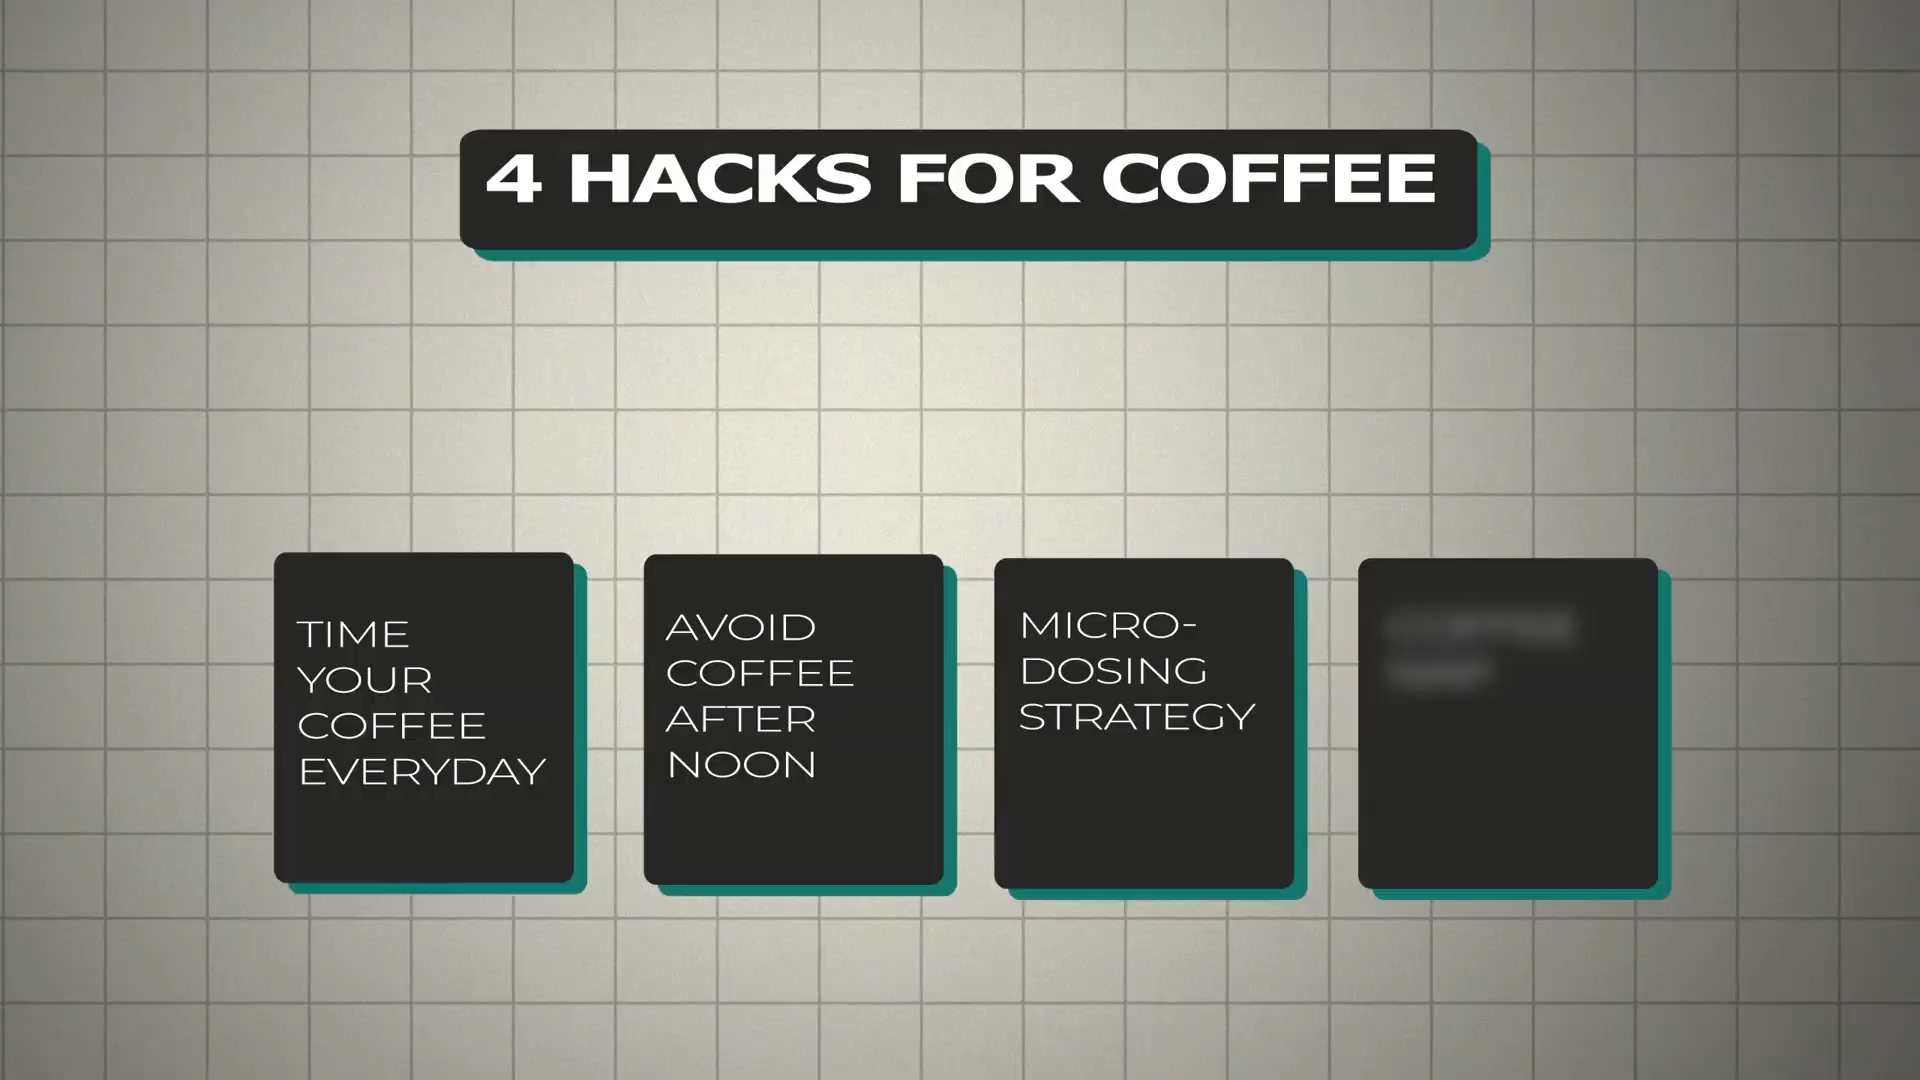 4 HACKS FOR COFFEE
TIME
YOUR
COFFEE
EVERYDAY
AVOID
COFFEE
AFTER
NOON
MICRO-
DOSING
STRATEGY